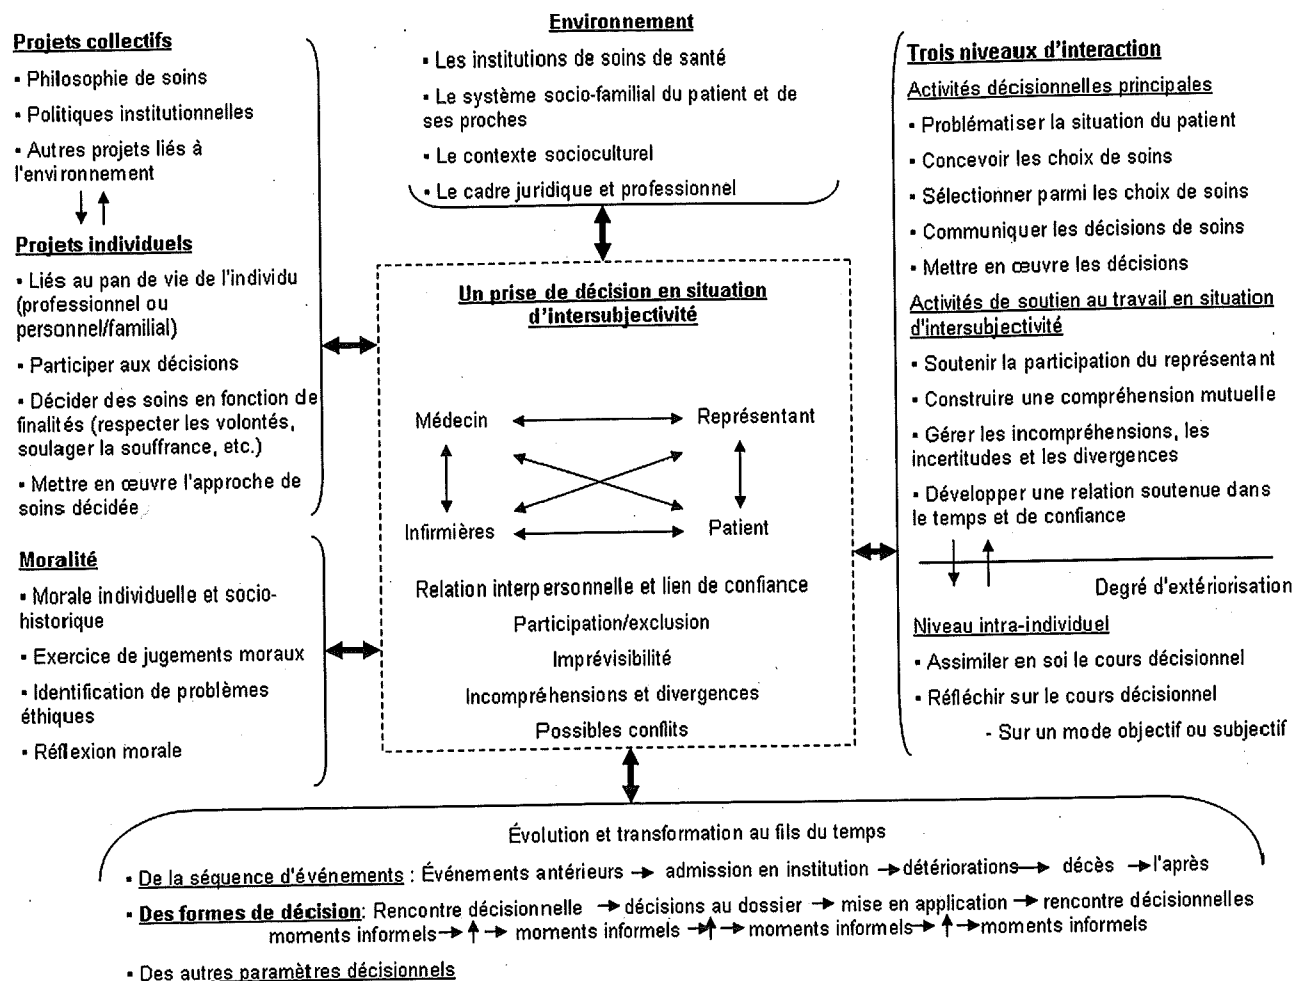 Projets collectifs
▪ Philosophie de soins
▪ Politiques institutionnelles
▪ Autres projets liés à
l'environnement
Projets individuels
▪ Liés au pan de vie de l'individu
(professionnel ou
personnel/familial)
▪ Participer aux décisions
▪ Décider des soins en fonction de
finalités (respecter les volontés,
soulager la souffrance, etc.)
▪ Mettre en œuvre l'approche de
soins décidée
Moralité
▪ Morale individuelle et socio-
historique
▪ Exercice de jugements moraux
▪ Identification de problèmes
éthiques
▪ Réflexion morale
Environnement
▪ Les institutions de soins de santé
▪ Le système socio-familial du patient et de
ses proches
▪ Le contexte socioculturel
▪ Le cadre juridique et professionnel
Un prise de décision en situation
d'intersubjectivité
Médecin Représentant
Infirmières Patient
Relation interpersonnelle et lien de confiance
Participation/exclusion
Imprévisibilité
Incompréhensions et divergences
Possibles conflits
Trois niveaux d'interaction
Activités décisionnelles principales
▪ Problématiser la situation du patient
▪ Concevoir les choix de soins
▪ Sélectionner parmi les choix de soins
▪ Communiquer les décisions de soins
▪ Mettre en œuvre les décisions
Activités de soutien au travail en situation
d'intersubjectivité
▪ Soutenir la participation du représentant
▪ Construire une compréhension mutuelle
▪ Gérer les incompréhensions, les
incertitudes et les divergences
▪ Développer une relation soutenue dans
le temps et de confiance
Degré d'extériorisation
Niveau intra-individuel
▪ Assimiler en soi le cours décisionnel
▪ Réfléchir sur le cours décisionnel
- Sur un mode objectif ou subjectif
Évolution et transformation au fils du temps
▪ De la séquence d'événements : Événements antérieurs → admission en institution → détériorations → décès → l'après
▪ Des formes de décision: Rencontre décisionnelle → décisions au dossier → mise en application → rencontre décisionnelles
moments informels → ↑ → moments informels → ↑ → moments informels → ↑ → moments informels
▪ Des autres paramètres décisionnels